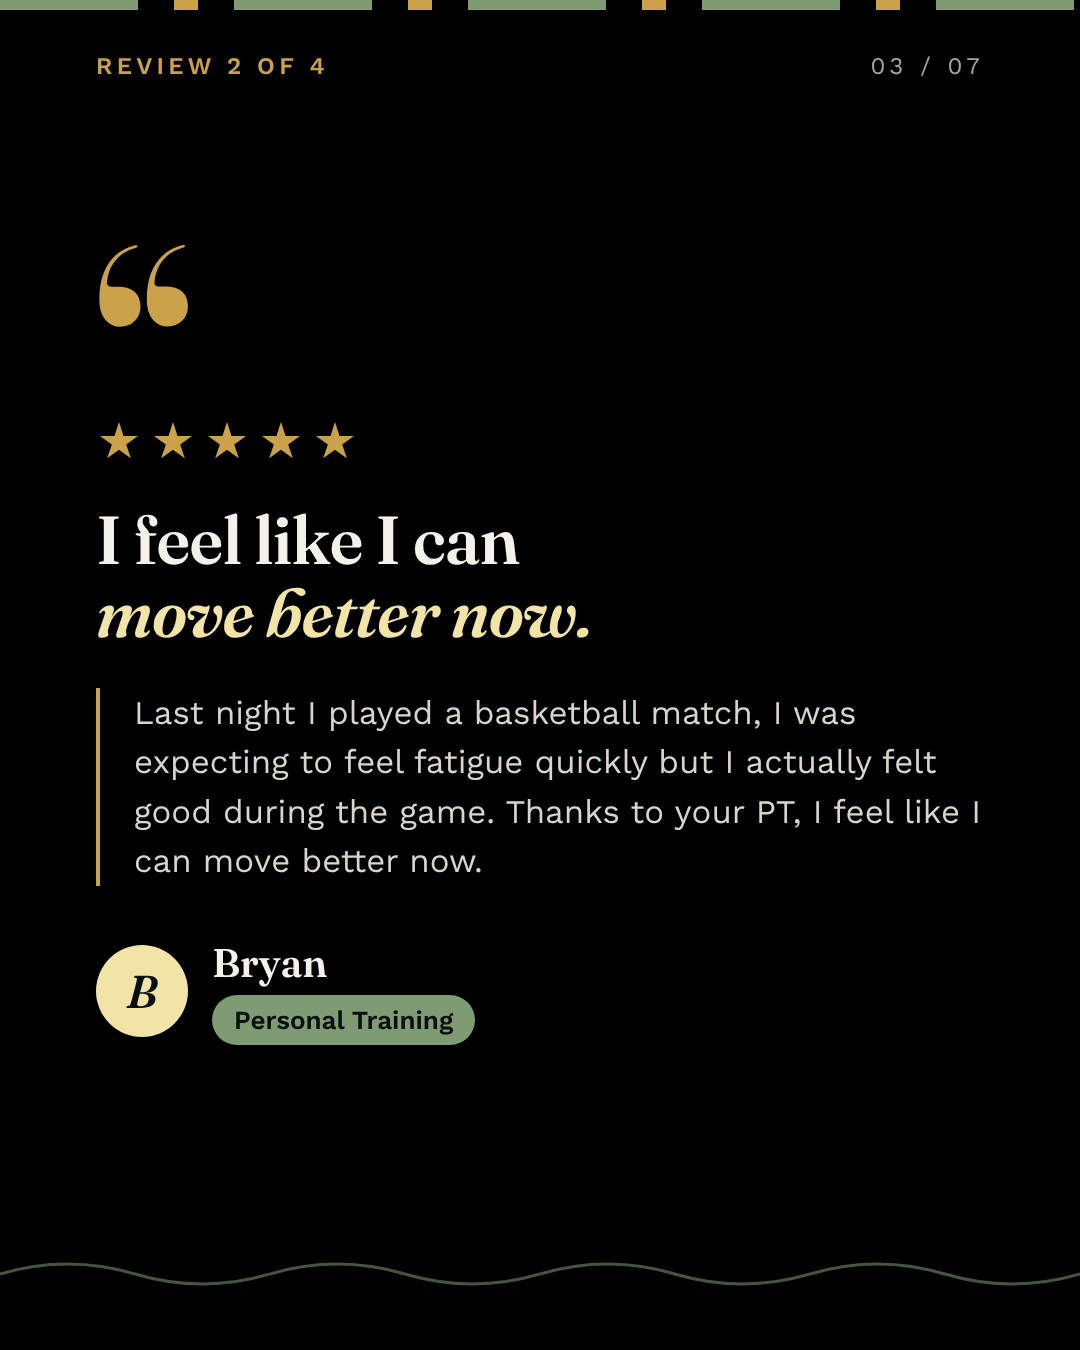 REVIEW 2 OF 4
03 / 07
“
★★★★★
I feel like I can
move better now.
Last night I played a basketball match, I was
expecting to feel fatigue quickly but I actually felt
good during the game. Thanks to your PT, I feel like I
can move better now.
B
Bryan
Personal Training